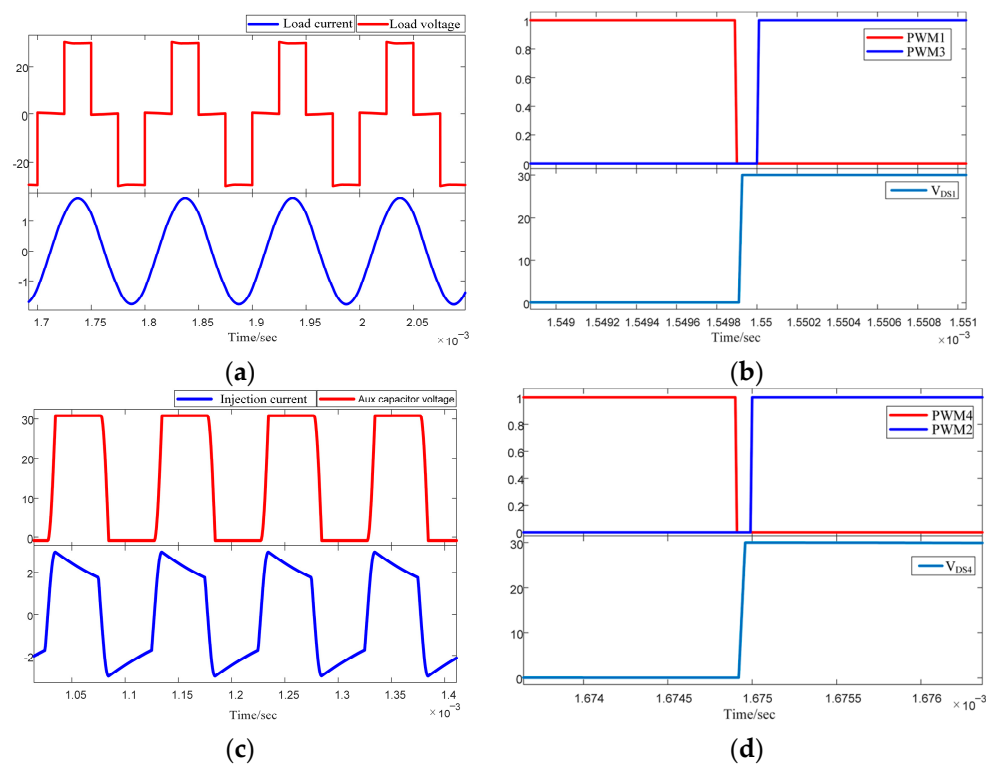 Load current Load voltage
20
0
-20
1
0
-1
1.7 1.75 1.8 1.85 1.9 1.95 2 2.05
Time/sec
×10⁻³
(a)
PWM1
PWM3
1
0.8
0.6
0.4
0.2
0
30
20
10
0
V_DS1
1.549 1.5492 1.5494 1.5496 1.5498 1.55 1.5502 1.5504 1.5506 1.5508 1.551
Time/sec
×10⁻³
(b)
Injection current Aux capacitor voltage
30
20
10
0
2
0
-2
1.05 1.1 1.15 1.2 1.25 1.3 1.35 1.4
Time/sec
×10⁻³
(c)
PWM4
PWM2
1
0.8
0.6
0.4
0.2
0
30
20
10
0
V_DS4
1.674 1.6745 1.675 1.6755 1.676
Time/sec
×10⁻³
(d)